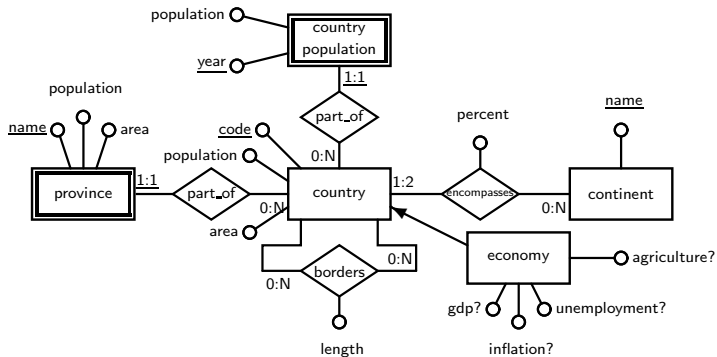 population
country
population
year
1:1
population
name
area
code
part_of
percent
name
population
0:N
province
1:1
part_of
0:N
country
1:2
encompasses
0:N
continent
area
0:N
borders
0:N
length
economy
agriculture?
gdp?
unemployment?
inflation?